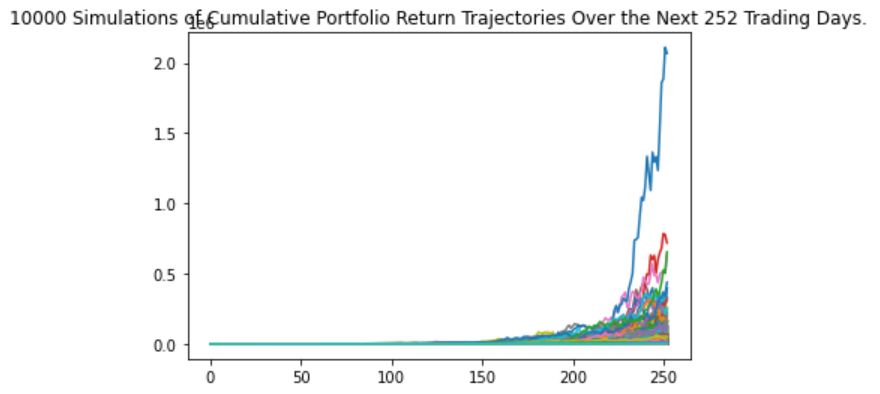 10000 Simulations of Cumulative Portfolio Return Trajectories Over the Next 252 Trading Days.
1e6
2.0
1.5
1.0
0.5
0.0
0 50 100 150 200 250